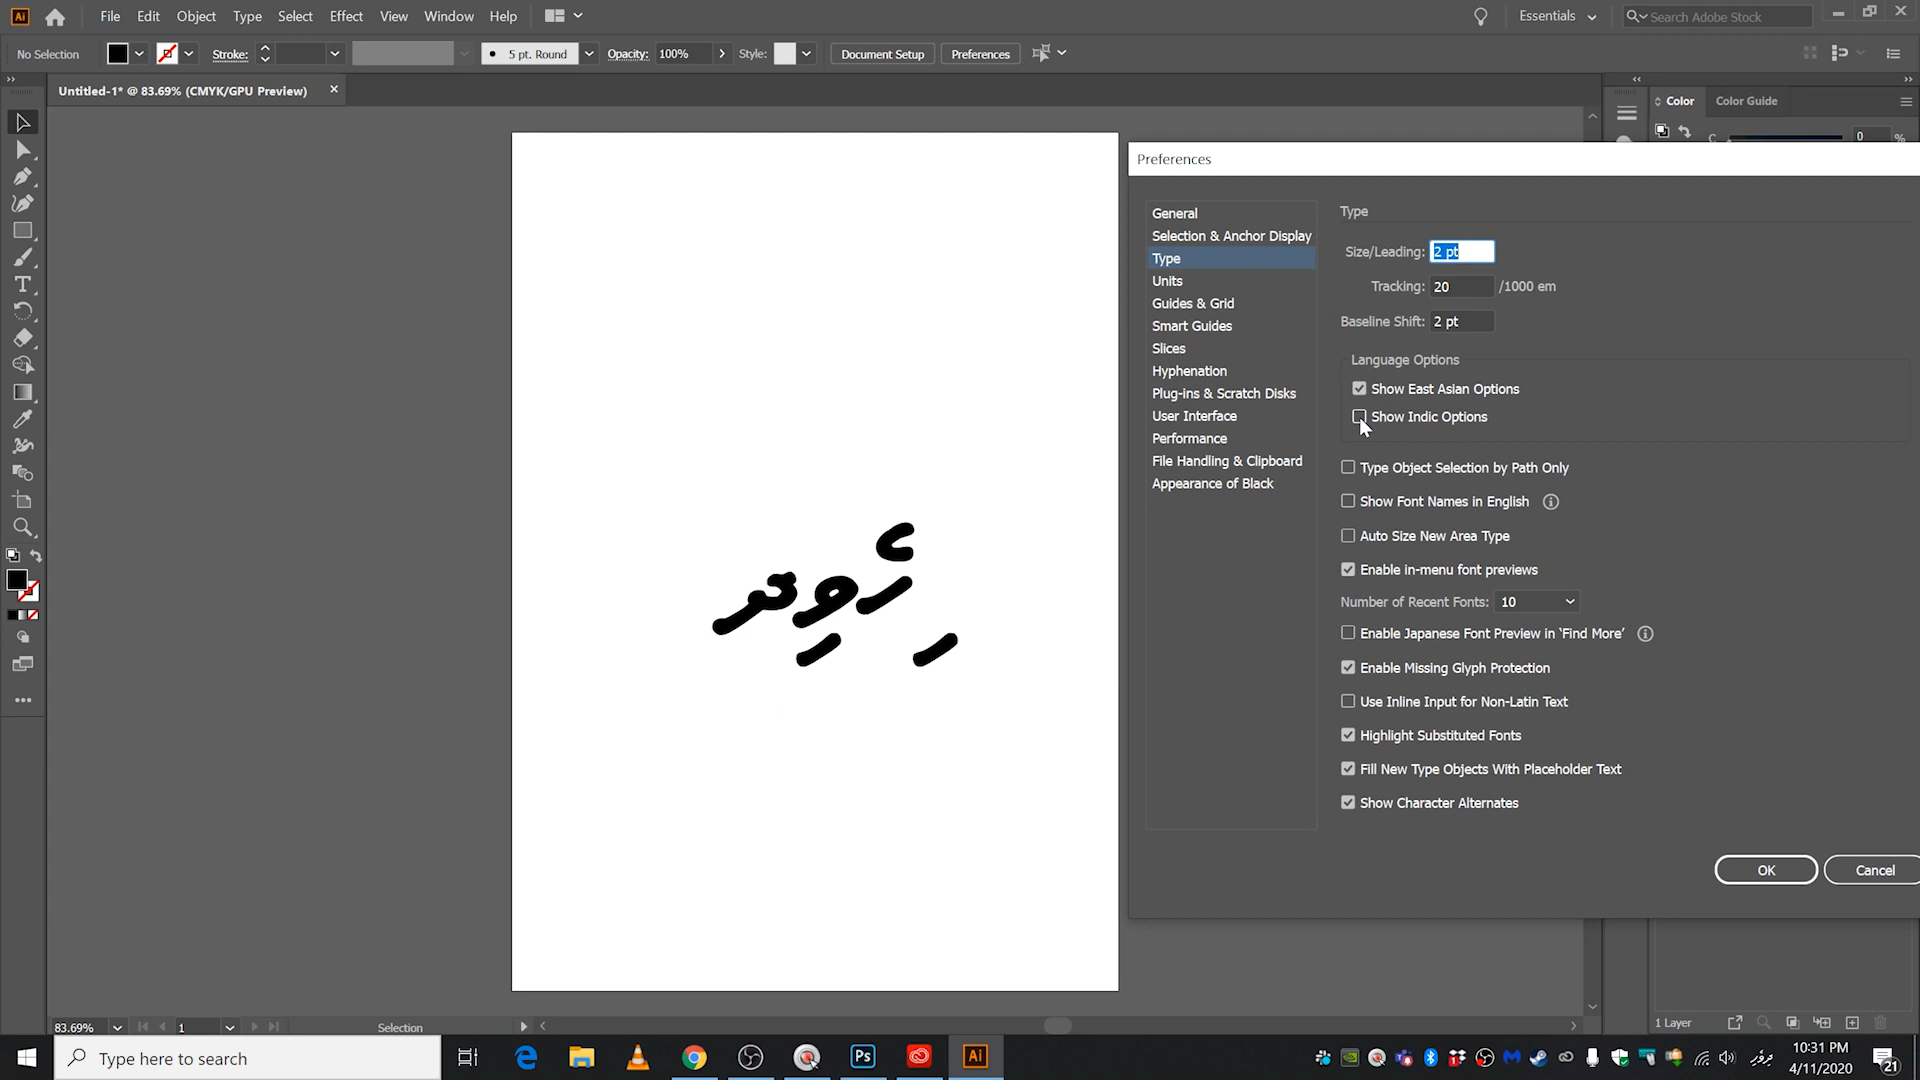 Ai File Edit Object Type Select Effect View Window Help Essentials Search Adobe Stock
No Selection Stroke: 5 pt. Round Opacity: 100% Style: Document Setup Preferences
Untitled-1* @ 83.69% (CMYK/GPU Preview)
Color Color Guide
C 0 %
Preferences
General
Selection & Anchor Display
Type
Units
Guides & Grid
Smart Guides
Slices
Hyphenation
Plug-ins & Scratch Disks
User Interface
Performance
File Handling & Clipboard
Appearance of Black
Type
Size/Leading: 2 pt
Tracking: 20 /1000 em
Baseline Shift: 2 pt
Language Options
Show East Asian Options
Show Indic Options
Type Object Selection by Path Only
Show Font Names in English
Auto Size New Area Type
Enable in-menu font previews
Number of Recent Fonts: 10
Enable Japanese Font Preview in ‘Find More’
Enable Missing Glyph Protection
Use Inline Input for Non-Latin Text
Highlight Substituted Fonts
Fill New Type Objects With Placeholder Text
Show Character Alternates
OK Cancel
ދިވެހި
83.69% 1 Selection
1 Layer
Type here to search
Ps Ai
10:31 PM
4/11/2020
21